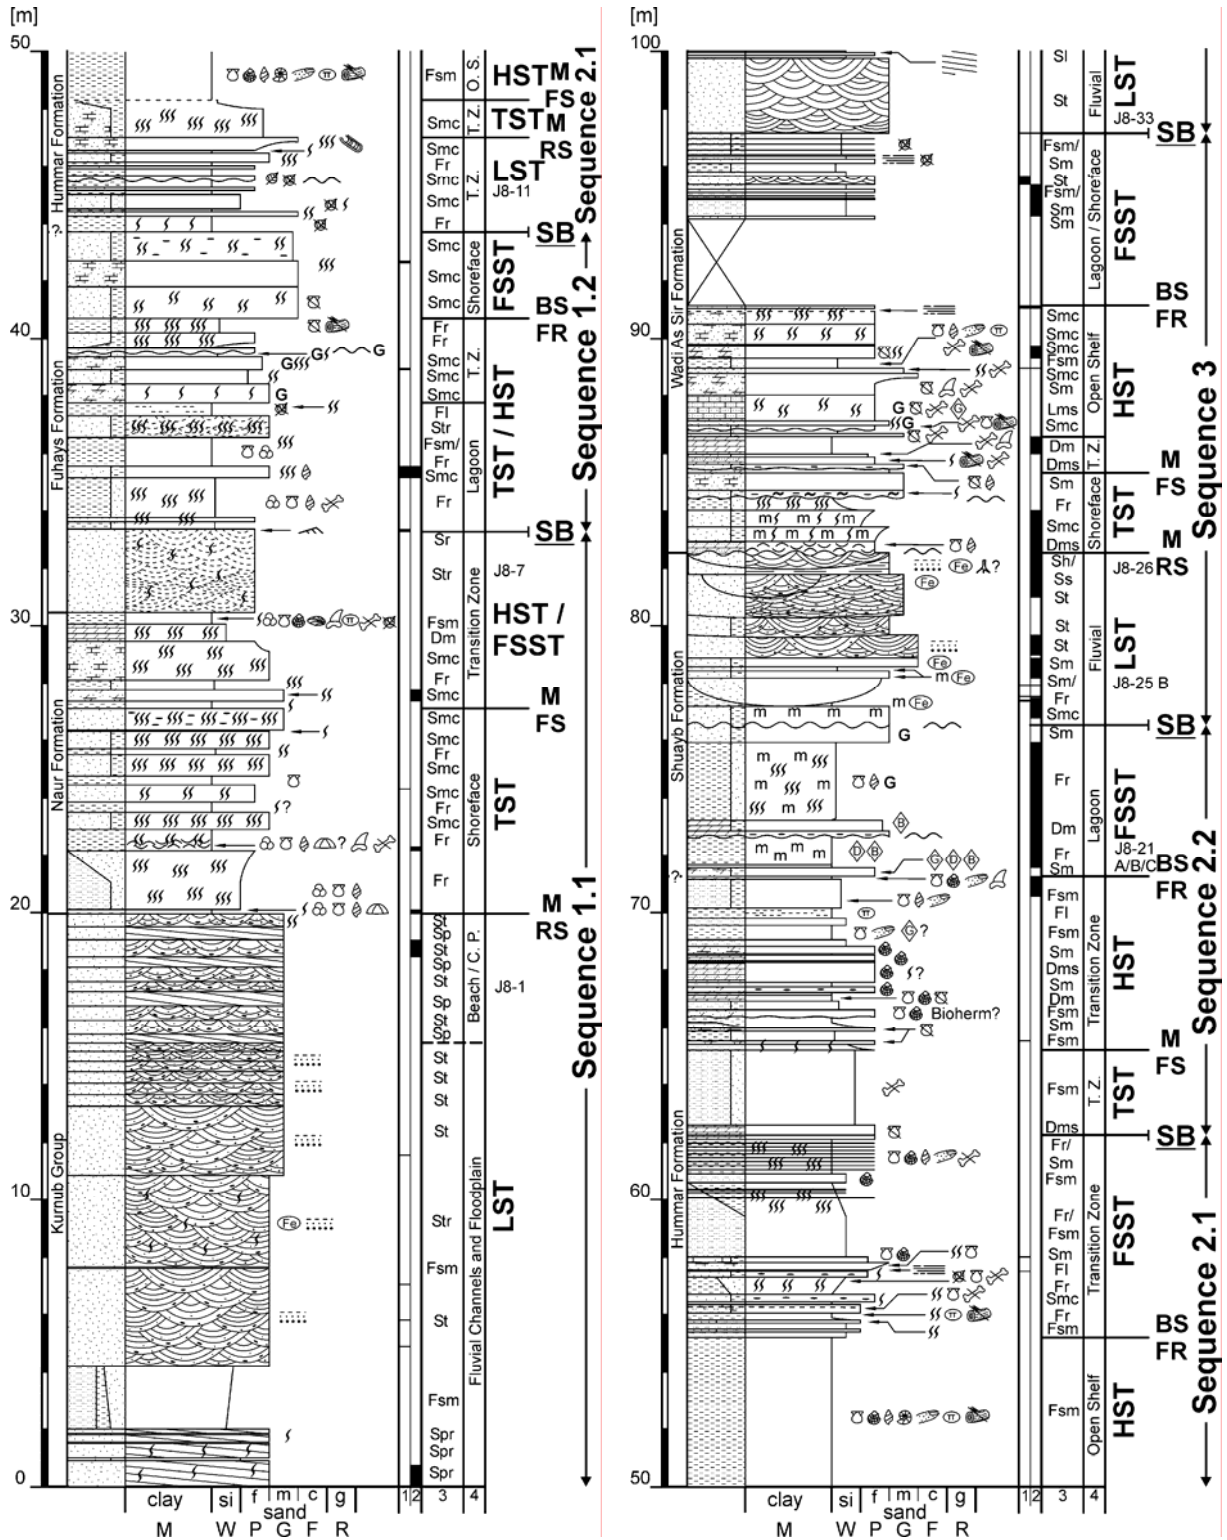 [m]
50
40
30
20
10
0
Hummar Formation
?
Fuhays Formation
Naur Formation
Kurnub Group
G
G
G
G
G
Fe
Fsm
Smc
Smc
Fr
Smc
Smc
Fr
Smc
Smc
Smc
Fr
Fr
Smc
Smc
Smc
Fl
Str
Fsm/
Fr
Smc
Fr
Sr
Str
Fsm
Dm
Smc
Fr
Smc
Smc
Smc
Fr
Smc
Smc
Fr
Smc
Fr
Fr
St
Sp
St
Sp
St
Sp
St
Sp
St
St
St
St
Str
Fsm
St
Fsm
Spr
Spr
Spr
O. S.
T. Z.
T. Z.
Shoreface
T. Z.
Lagoon
Transition Zone
Shoreface
Beach / C. P.
Fluvial Channels and Floodplain
HST
M
FS
TST
M
RS
LST
J8-11
SB
FSST
BS
FR
TST / HST
SB
J8-7
HST /
FSST
M
FS
TST
M
RS
J8-1
LST
Sequence 2.1
Sequence 1.2
Sequence 1.1
clay
si
f
m
c
g
sand
M
W
P
G
F
R
1
2
3
4
[m]
100
90
80
70
60
50
Wadi As Sir Formation
Shuayb Formation
?
Hummar Formation
G
G
G
m
m
m
m
m
m
m
Fe
Fe
Fe
m
Fe
m
Fe
?
m
m
m
G
m
m
m
m
G
B
m
m
m
m
D
B
G
D
B
G
?
?
Bioherm?
Sl
St
Fsm/
Sm
St
Fsm/
Sm
Sm
Smc
Smc
Smc
Fsm
Smc
Sm
Lms
Smc
Dm
Dms
Sm
Fr
Smc
Dms
Sh/
Ss
St
St
St
Sm
Sm/
Fr
Smc
Sm
Fr
Dm
Fr
Sm
Fsm
Fl
Fsm
Sm
Dms
Sm
Dm
Fsm
Sm
Fsm
Fsm
Dms
Fr/
Sm
Fsm
Fr/
Fsm
Sm
Fl
Fr
Smc
Fr
Fsm
Fsm
Fluvial
Lagoon / Shoreface
Open Shelf
T. Z.
Shoreface
Fluvial
Lagoon
Transition Zone
T. Z.
Transition Zone
Open Shelf
LST
J8-33
SB
FSST
BS
FR
HST
M
FS
TST
M
RS
J8-26
LST
J8-25 B
SB
FSST
J8-21
A/B/C
BS
FR
HST
M
FS
TST
SB
FSST
BS
FR
HST
Sequence 3
Sequence 2.2
Sequence 2.1
clay
si
f
m
c
g
sand
M
W
P
G
F
R
1
2
3
4